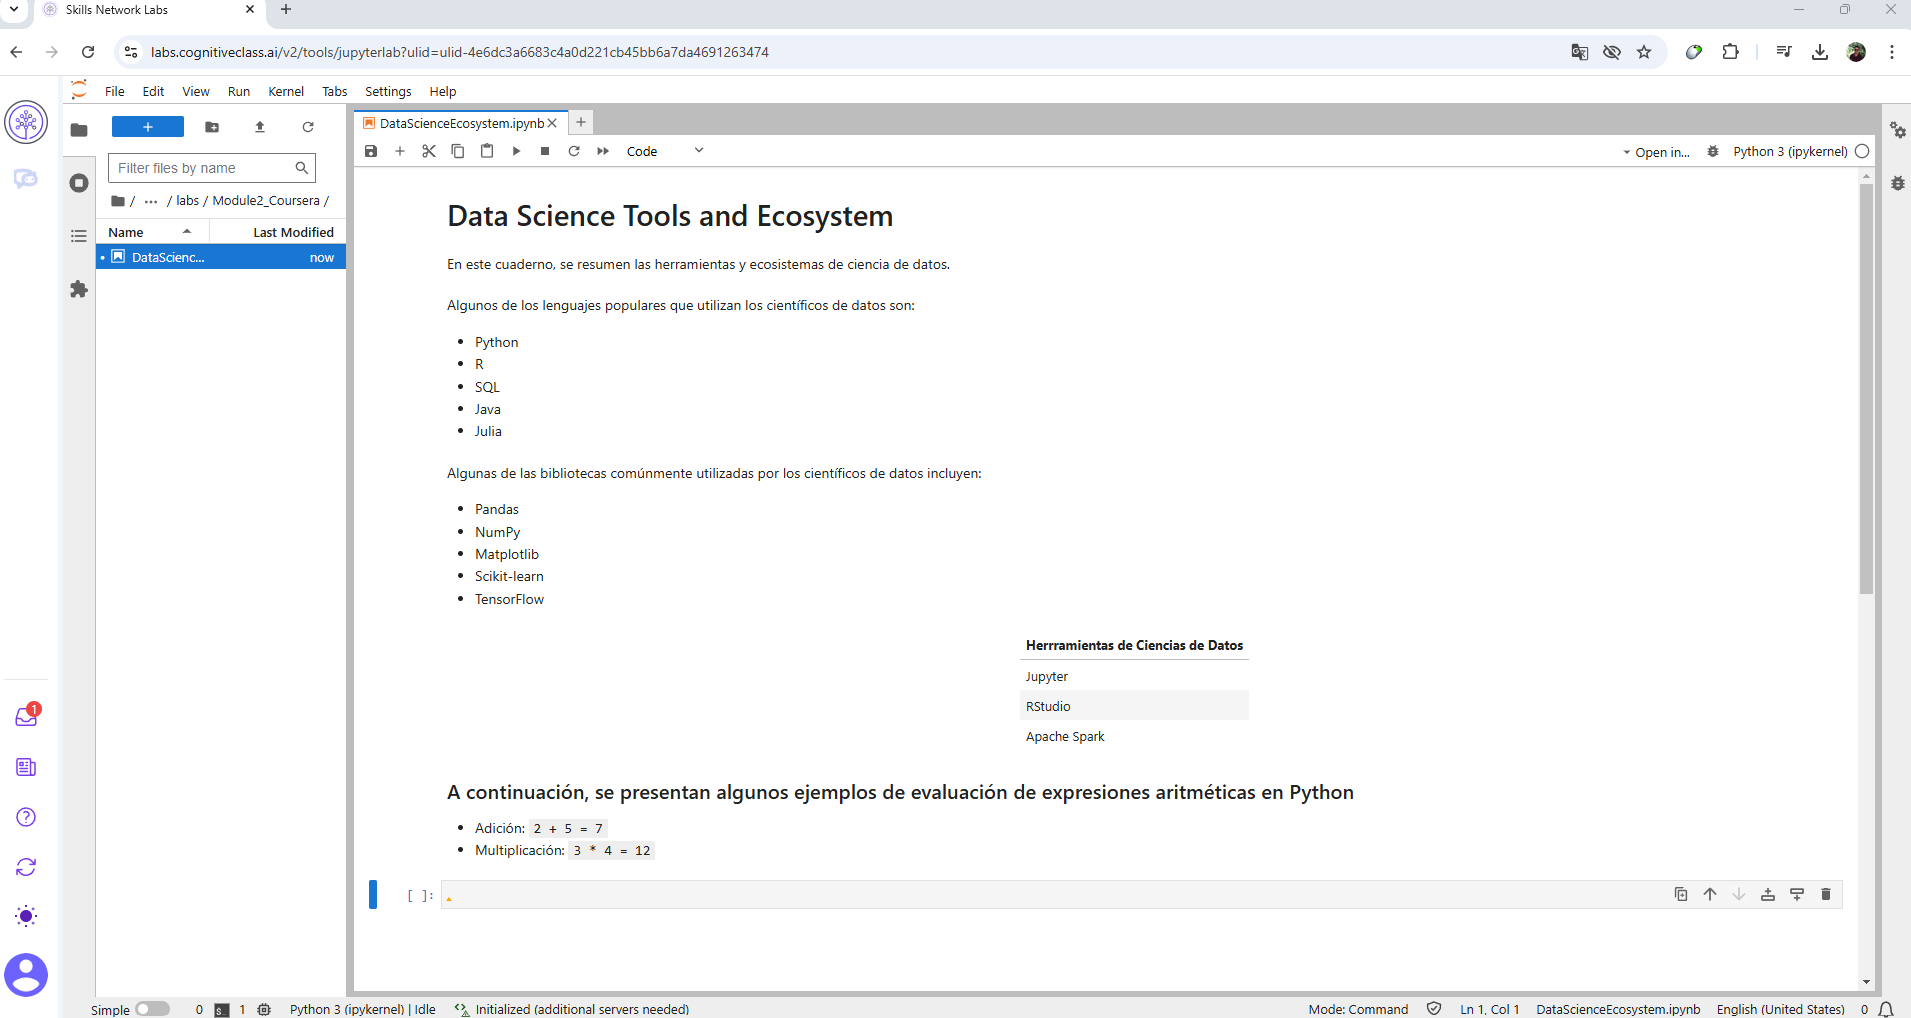 Skills Network Labs
labs.cognitiveclass.ai/v2/tools/jupyterlab?ulid=ulid-4e6dc3a6683c4a0d221cb45bb6a7da4691263474
File Edit View Run Kernel Tabs Settings Help
DataScienceEcosystem.ipynb
Code
Open in...
Python 3 (ipykernel)
Filter files by name
/ ... / labs / Module2_Coursera /
Name Last Modified
DataScienc... now
Data Science Tools and Ecosystem
En este cuaderno, se resumen las herramientas y ecosistemas de ciencia de datos.
Algunos de los lenguajes populares que utilizan los científicos de datos son:
• Python
• R
• SQL
• Java
• Julia
Algunas de las bibliotecas comúnmente utilizadas por los científicos de datos incluyen:
• Pandas
• NumPy
• Matplotlib
• Scikit-learn
• TensorFlow
Herrramientas de Ciencias de Datos
Jupyter
RStudio
Apache Spark
A continuación, se presentan algunos ejemplos de evaluación de expresiones aritméticas en Python
• Adición: 2 + 5 = 7
• Multiplicación: 3 * 4 = 12
[ ]:
1
Simple 0 1 Python 3 (ipykernel) | Idle Initialized (additional servers needed) Mode: Command Ln 1, Col 1 DataScienceEcosystem.ipynb English (United States) 0